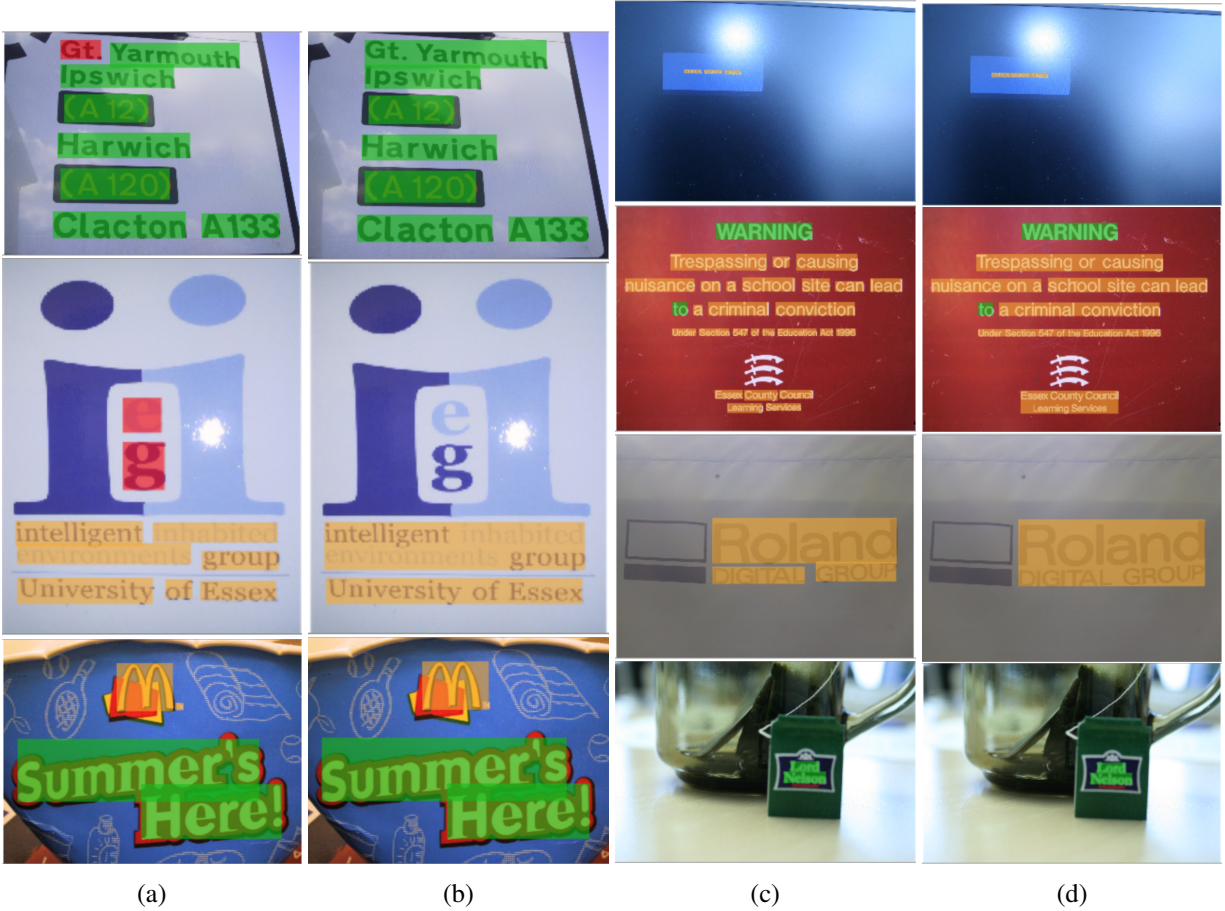 Gt. Yarmouth
Ipswich
(A 12)
Harwich
(A 120)
Clacton A133
e
g
intelligent inhabited
environments group
University of Essex
M
Summer's
Here!
(a)
Gt. Yarmouth
Ipswich
(A 12)
Harwich
(A 120)
Clacton A133
e
g
intelligent inhabited
environments group
University of Essex
M
Summer's
Here!
(b)
WARNING
Trespassing or causing
nuisance on a school site can lead
to a criminal conviction
Under Section 547 of the Education Act 1996
Essex County Council
Learning Services
Roland
DIGITAL GROUP
Lord
Nelson
(c)
WARNING
Trespassing or causing
nuisance on a school site can lead
to a criminal conviction
Under Section 547 of the Education Act 1996
Essex County Council
Learning Services
Roland
DIGITAL GROUP
Lord
Nelson
(d)